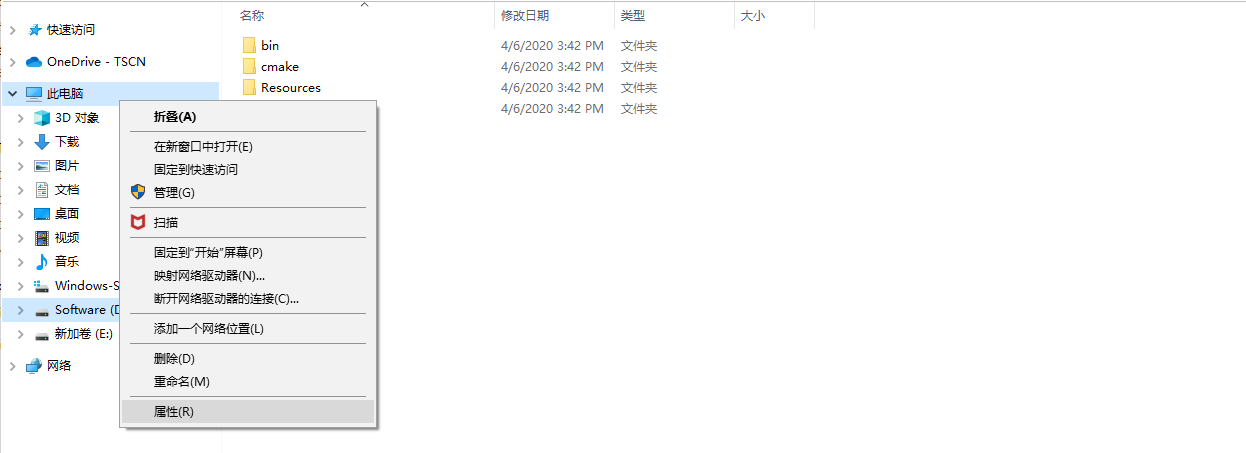 名称 修改日期 类型 大小
快速访问
OneDrive - TSCN
此电脑
3D 对象
下载
图片
文档
桌面
视频
音乐
Windows-S
Software (D
新加卷 (E:)
网络
bin 4/6/2020 3:42 PM 文件夹
cmake 4/6/2020 3:42 PM 文件夹
Resources 4/6/2020 3:42 PM 文件夹
4/6/2020 3:42 PM 文件夹
折叠(A)
在新窗口中打开(E)
固定到快速访问
管理(G)
扫描
固定到"开始"屏幕(P)
映射网络驱动器(N)...
断开网络驱动器的连接(C)...
添加一个网络位置(L)
删除(D)
重命名(M)
属性(R)